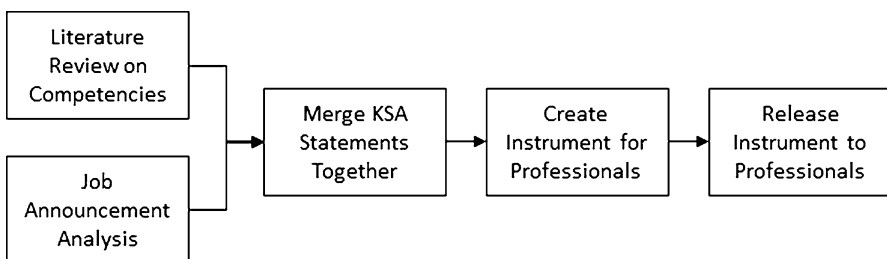 Literature
Review on
Competencies
Job
Announcement
Analysis
Merge KSA
Statements
Together
Create
Instrument for
Professionals
Release
Instrument to
Professionals